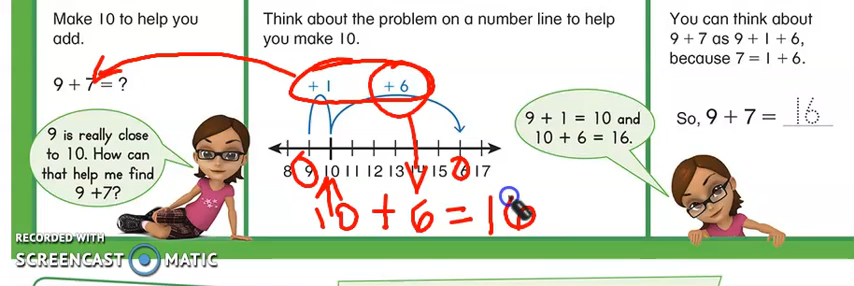 Make 10 to help you
add.
9 + 7 = ?
9 is really close
to 10. How can
that help me find
9 +7?
RECORDED WITH
SCREENCAST MATIC
Think about the problem on a number line to help
you make 10.
+ 1 + 6
8 9 10 11 12 13 14 15 16 17
10 + 6 = 16
9 + 1 = 10 and
10 + 6 = 16.
You can think about
9 + 7 as 9 + 1 + 6,
because 7 = 1 + 6.
So, 9 + 7 = 16